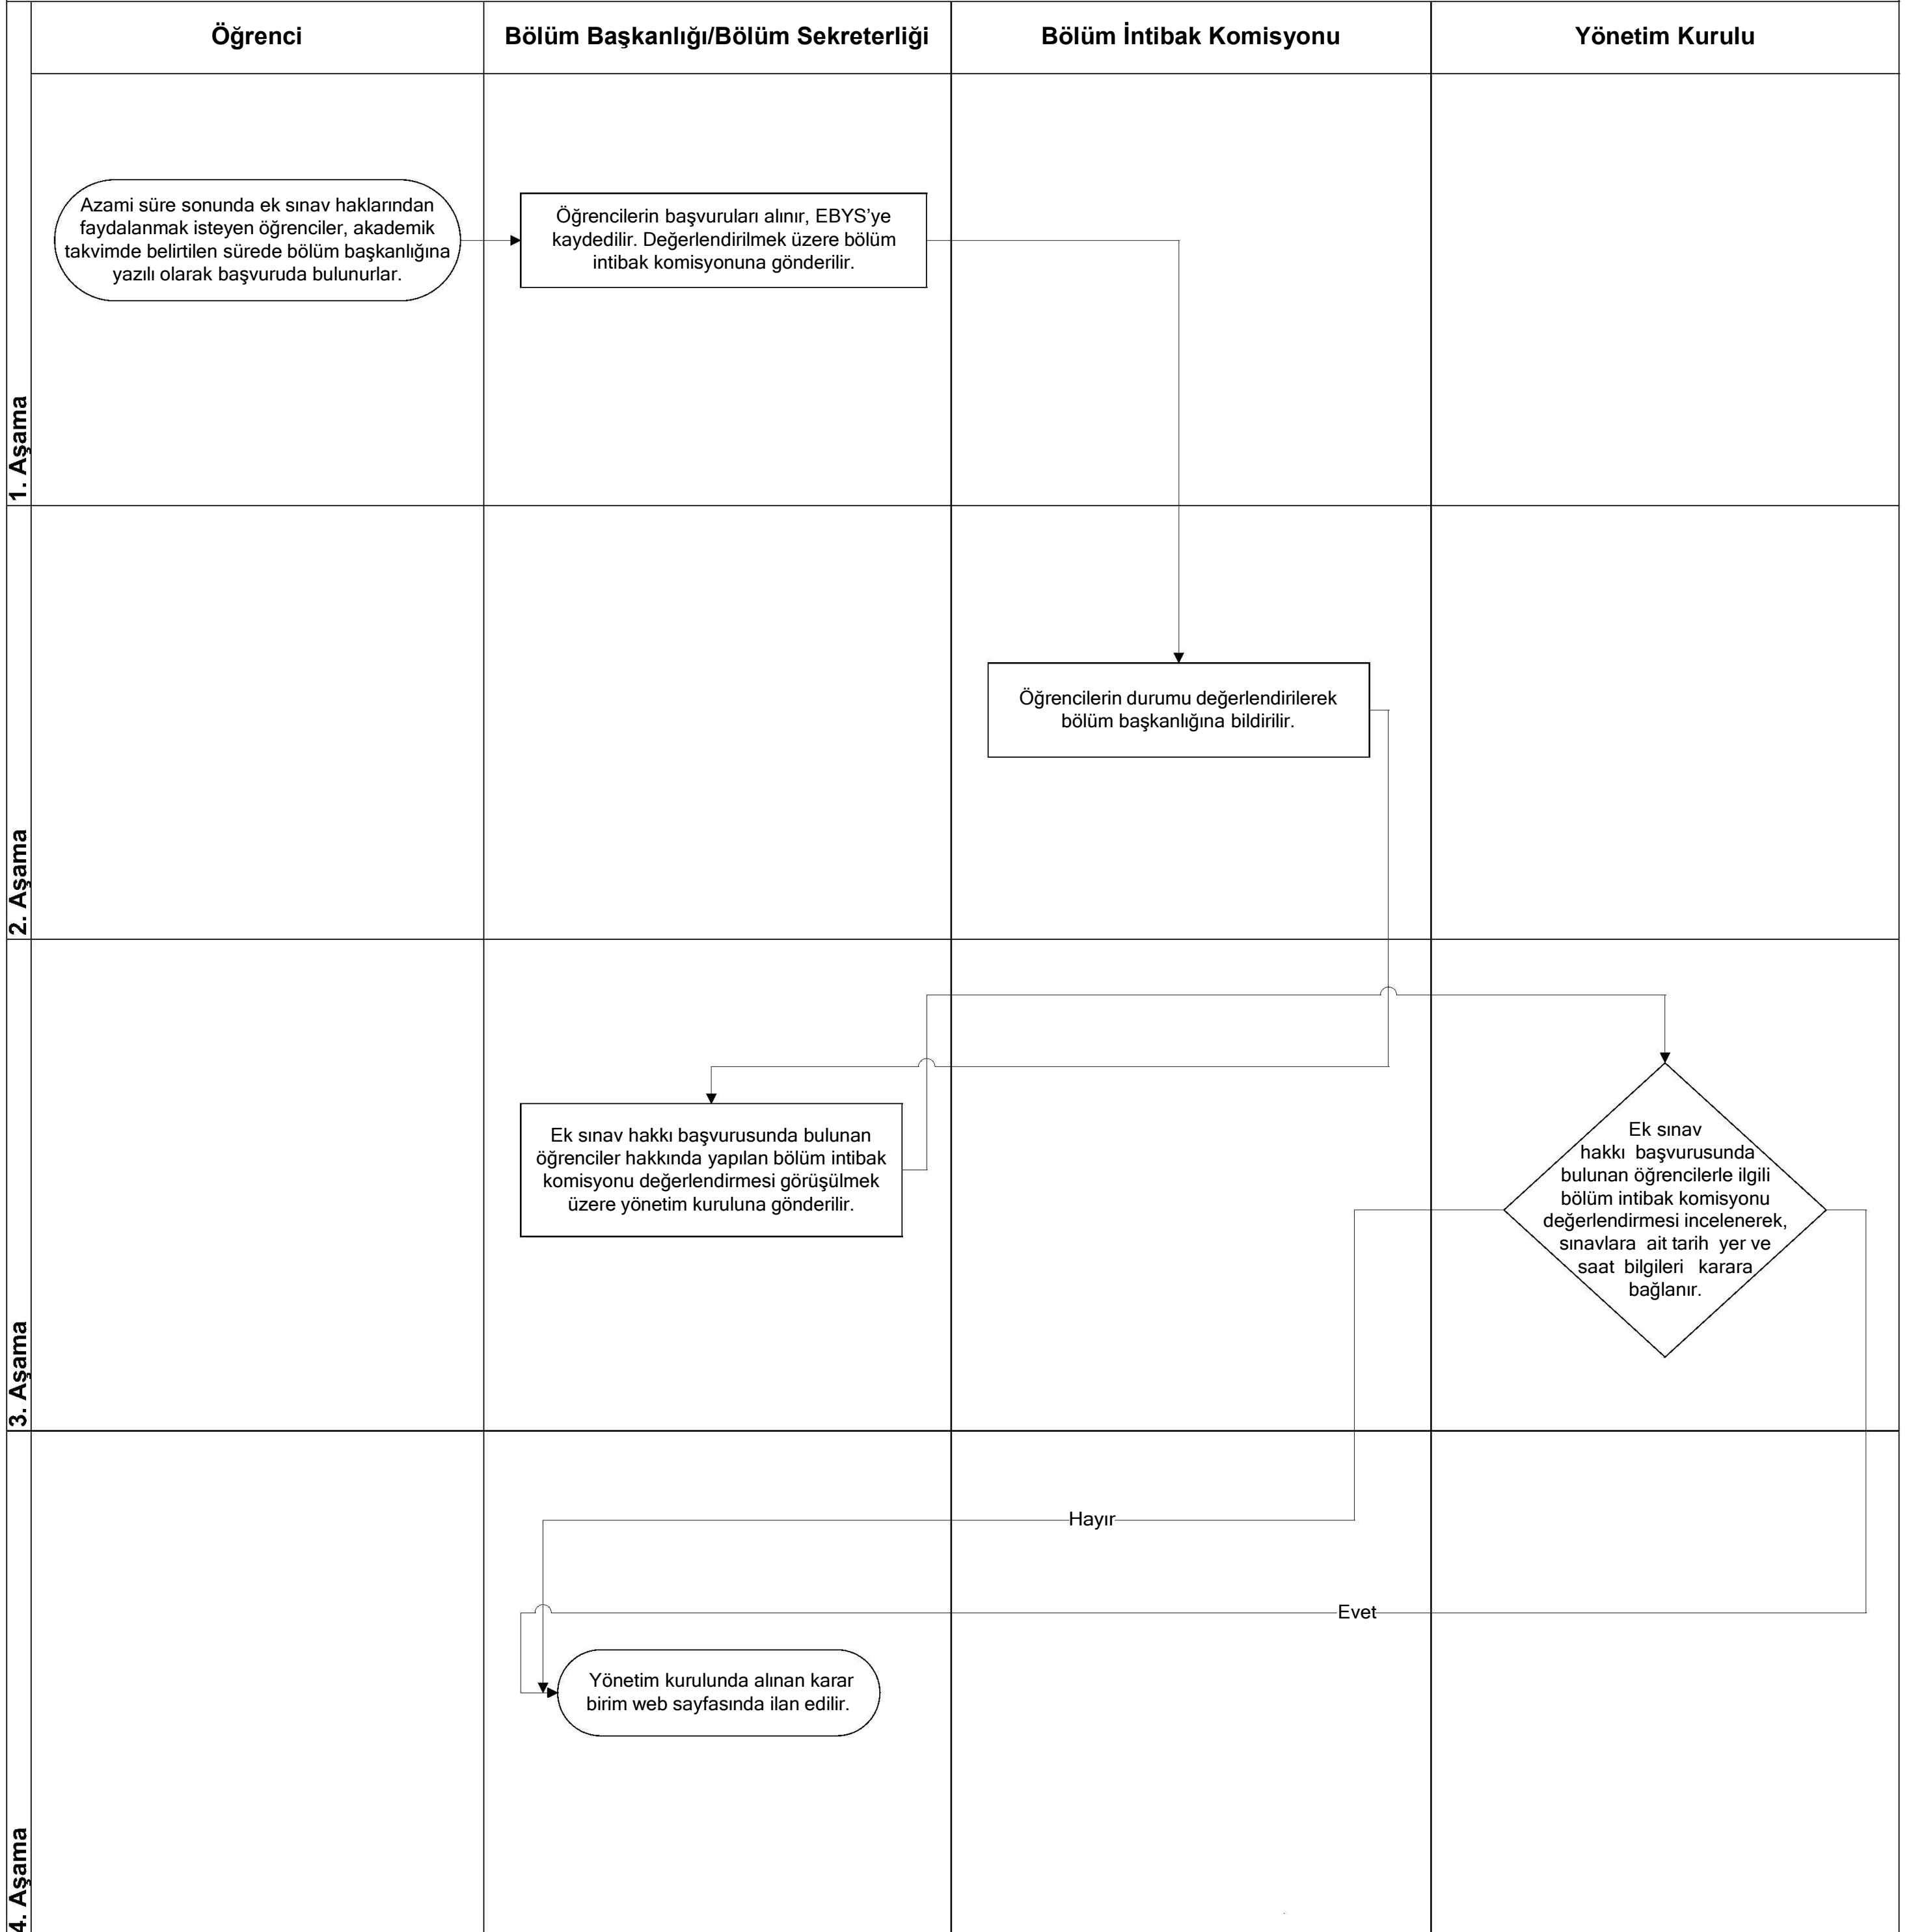 Öğrenci
Bölüm Başkanlığı/Bölüm Sekreterliği
Bölüm İntibak Komisyonu
Yönetim Kurulu
1. Aşama
Azami süre sonunda ek sınav haklarından
faydalanmak isteyen öğrenciler, akademik
takvimde belirtilen sürede bölüm başkanlığına
yazılı olarak başvuruda bulunurlar.
Öğrencilerin başvuruları alınır, EBYS’ye
kaydedilir. Değerlendirilmek üzere bölüm
intibak komisyonuna gönderilir.
2. Aşama
Öğrencilerin durumu değerlendirilerek
bölüm başkanlığına bildirilir.
3. Aşama
Ek sınav hakkı başvurusunda bulunan
öğrenciler hakkında yapılan bölüm intibak
komisyonu değerlendirmesi görüşülmek
üzere yönetim kuruluna gönderilir.
Ek sınav
hakkı başvurusunda
bulunan öğrencilerle ilgili
bölüm intibak komisyonu
değerlendirmesi incelenerek,
sınavlara ait tarih yer ve
saat bilgileri karara
bağlanır.
4. Aşama
Hayır
Evet
Yönetim kurulunda alınan karar
birim web sayfasında ilan edilir.